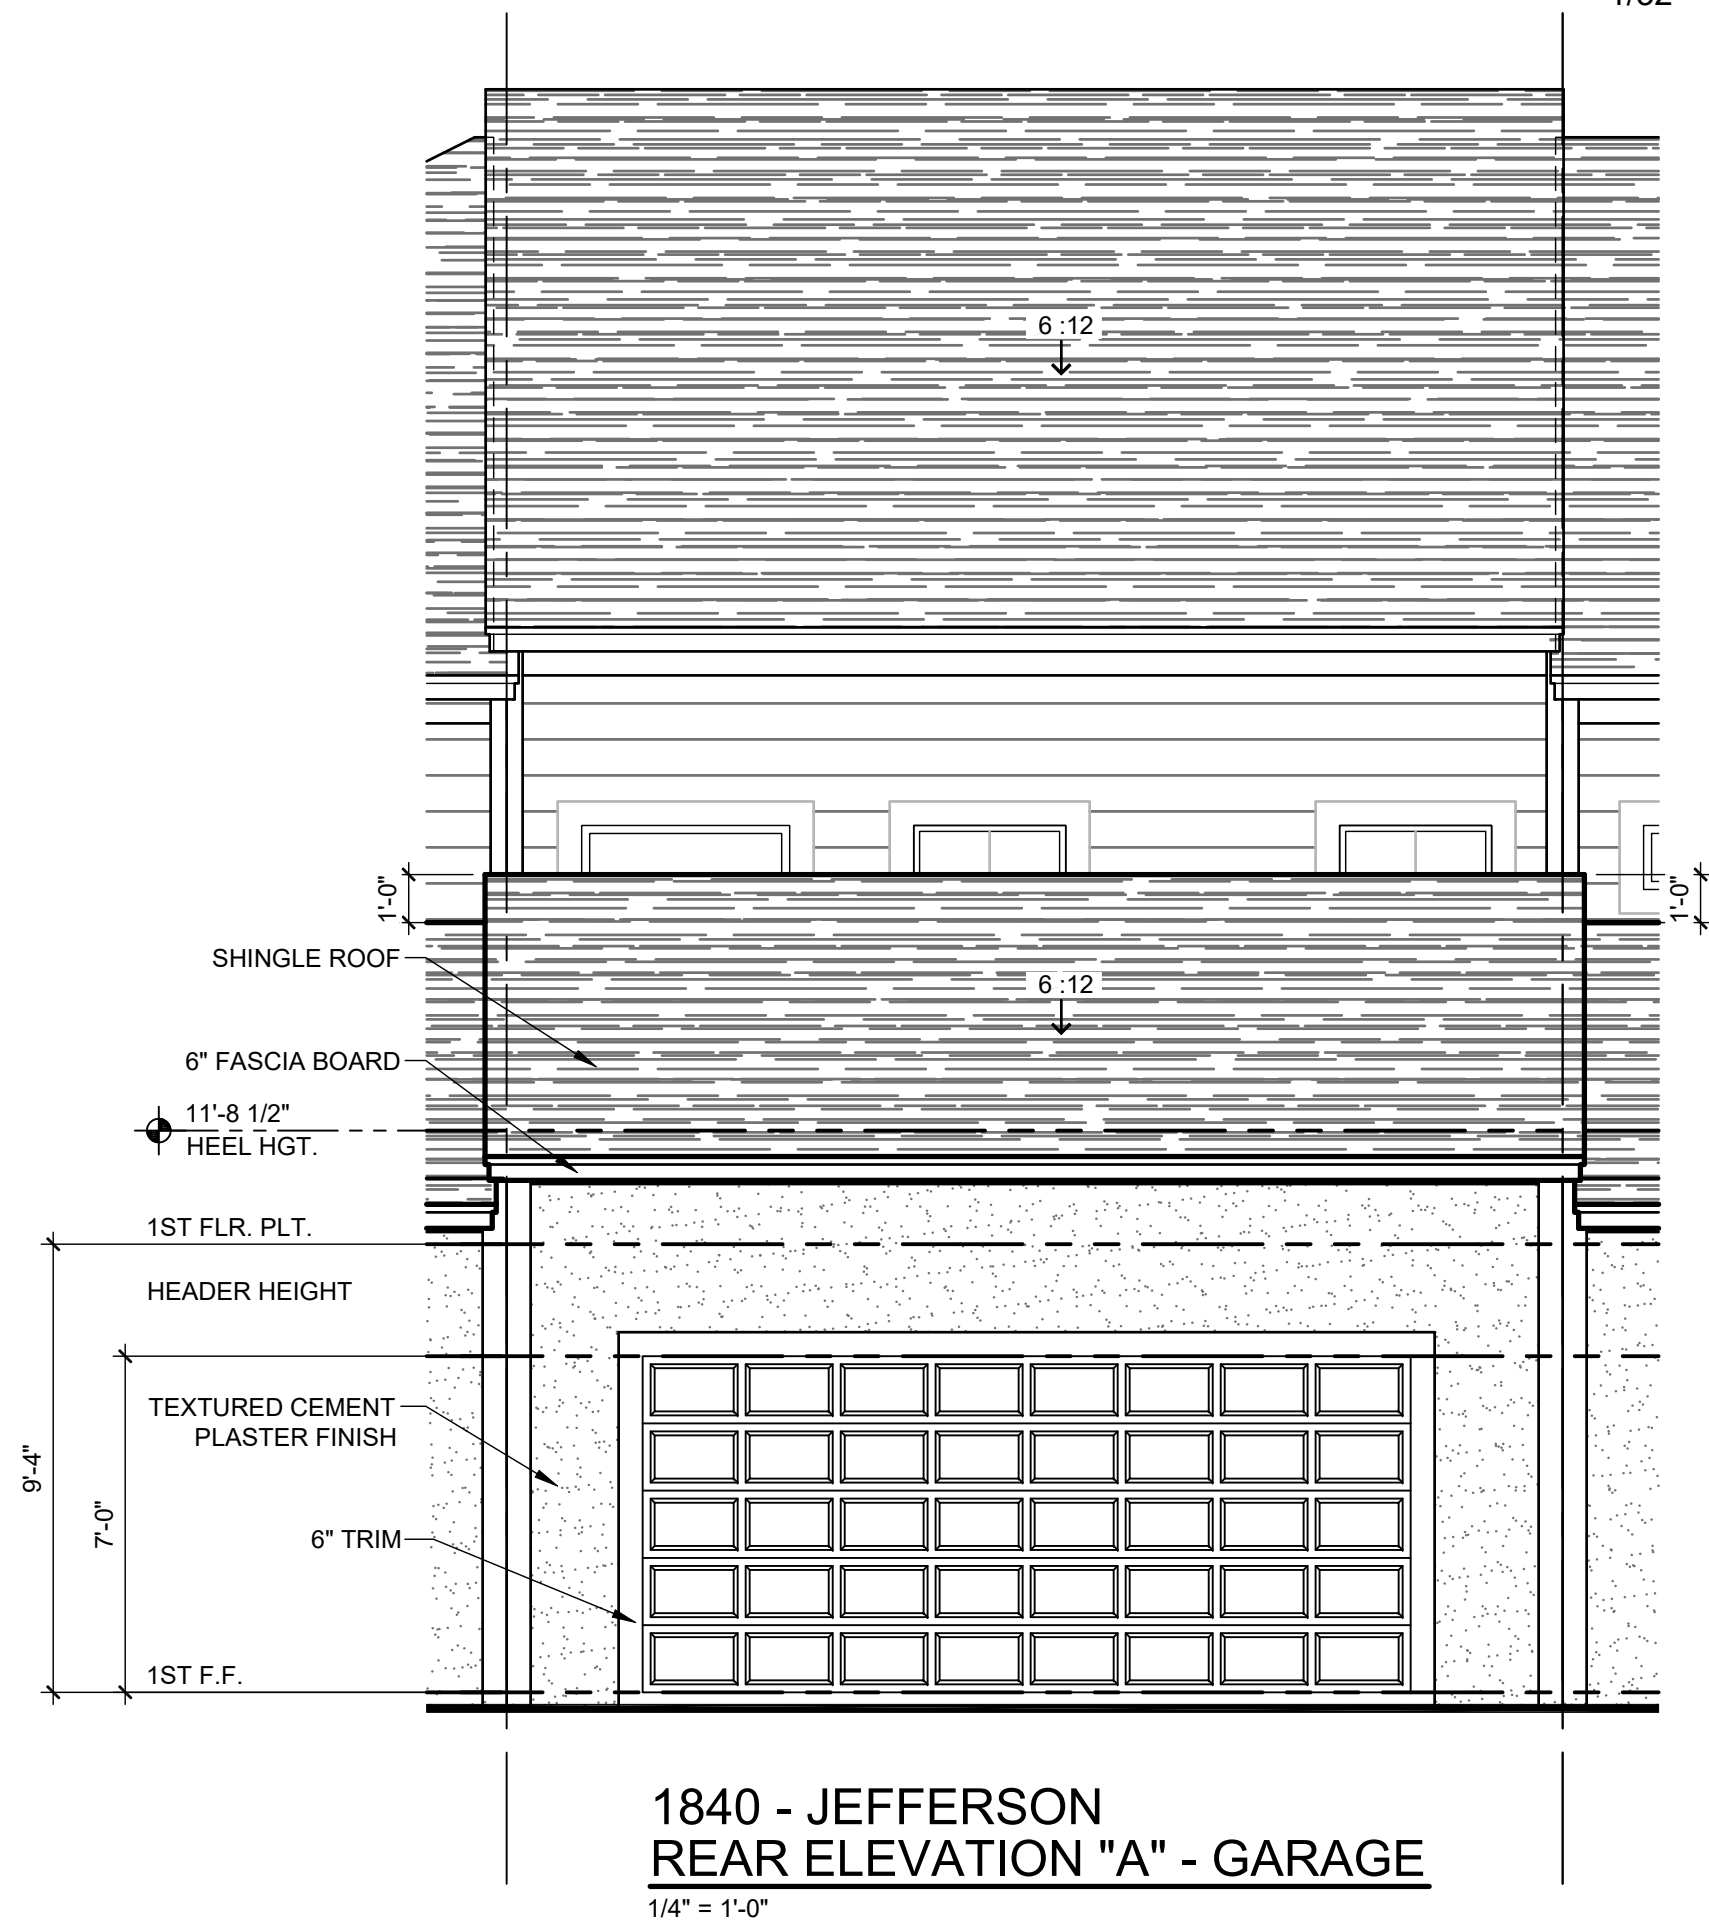 6 :12
1'-0"
1'-0"
SHINGLE ROOF
6 :12
6" FASCIA BOARD
11'-8 1/2"
HEEL HGT.
1ST FLR. PLT.
HEADER HEIGHT
TEXTURED CEMENT
PLASTER FINISH
9'-4"
7'-0"
6" TRIM
1ST F.F.
1840 - JEFFERSON
REAR ELEVATION "A" - GARAGE
1/4" = 1'-0"